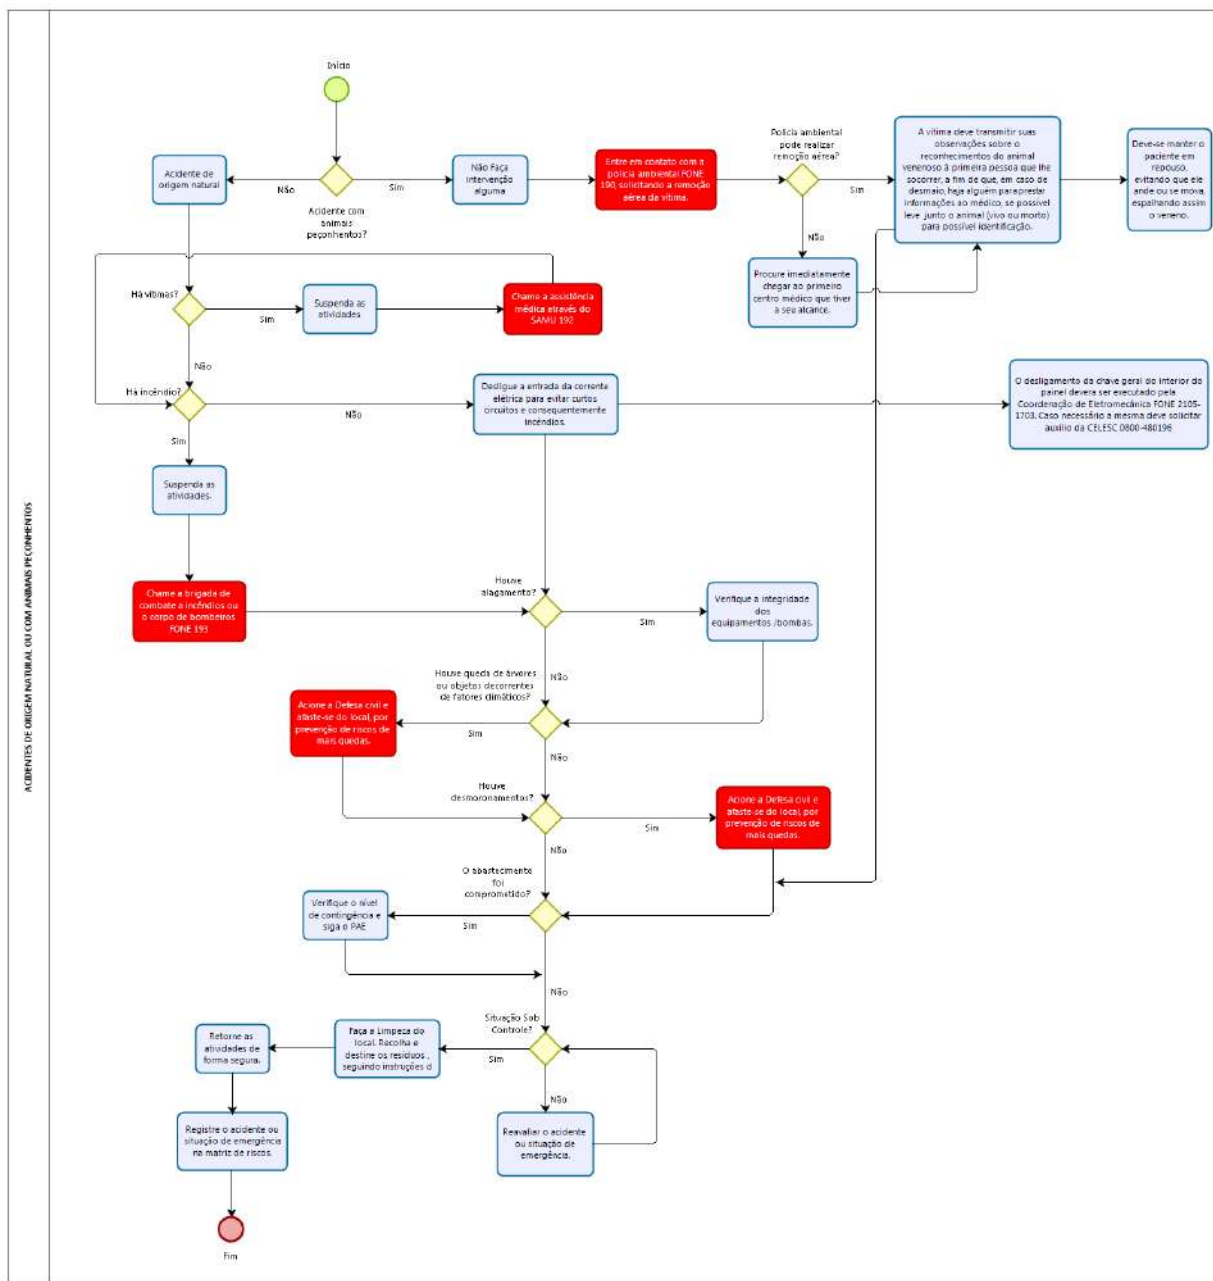 ACIDENTES DE ORIGEM NATURAL OU COM ANIMAIS PEÇONHENTOS
Início
Acidente com
animais
peçonhentos?
Não
Sim
Acidente de
origem natural
Não Faça
intervenção
alguma
Entre em contato com a
policia ambiental FONE
190, solicitando a remoção
aérea da vítima.
Policia ambiental
pode realizar
remoção aérea?
Sim
Não
A vítima deve transmitir suas
observações sobre o
reconhecimentos do animal
venenoso à primeira pessoa que lhe
socorrer, a fim de que, em caso de
desmaio, haja alguém para prestar
informações ao médico, se possível
leve junto o animal (vivo ou morto)
para possível identificação.
Deve-se manter o
paciente em
repouso,
evitando que ele
ande ou se mova,
espalhando assim
o veneno.
Procure imediatamente
chegar ao primeiro
centro médico que tiver
a seu alcance.
Há vítimas?
Sim
Não
Suspenda as
atividades
Chame a assistência
médica através do
SAMU 192
Há incêndio?
Não
Sim
Desligue a entrada da corrente
elétrica para evitar curtos
circuitos e consequentemente
incêndios.
O desligamento da chave geral do interior do
painel devera ser executado pela
Coordenação de Eletromecânica FONE 2105-
1703. Caso necessário a mesma deve solicitar
auxilio da CELESC 0800-480196
Suspenda as
atividades.
Chame a brigada de
combate a incêndios ou
o corpo de bombeiros
FONE 193
Houve
alagamento?
Sim
Não
Verifique a integridade
dos
equipamentos /bombas.
Houve queda de árvores
ou objetos decorrentes
de fatores climáticos?
Sim
Não
Acione a Defesa civil e
afaste-se do local, por
prevenção de riscos de
mais quedas.
Houve
desmoronamentos?
Sim
Não
Acione a Defesa civil e
afaste-se do local, por
prevenção de riscos de
mais quedas.
O abastecimento
foi
comprometido?
Sim
Não
Verifique o nível
de contingência e
siga o PAE
Situação Sob
Controle?
Sim
Não
Faça a Limpeza do
local. Recolha e
destine os resíduos ,
seguindo instruções d
Retorne as
atividades de
forma segura.
Registre o acidente ou
situação de emergência
na matriz de riscos.
Reavaliar o acidente
ou situação de
emergência.
Fim